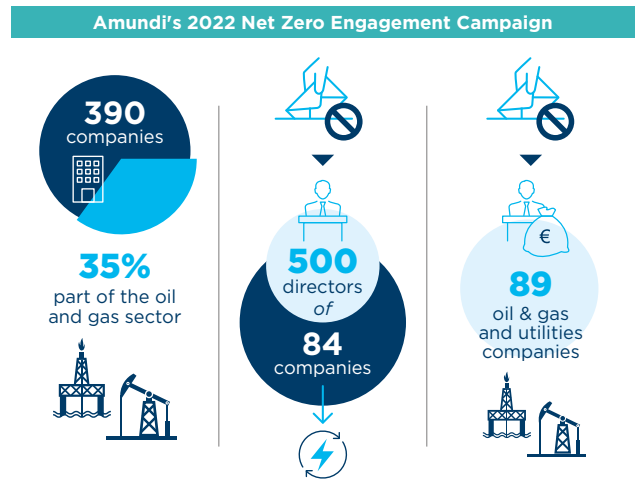 Amundi's 2022 Net Zero Engagement Campaign
390
companies
35%
part of the oil
and gas sector
500
directors
of
84
companies
€
89
oil & gas
and utilities
companies